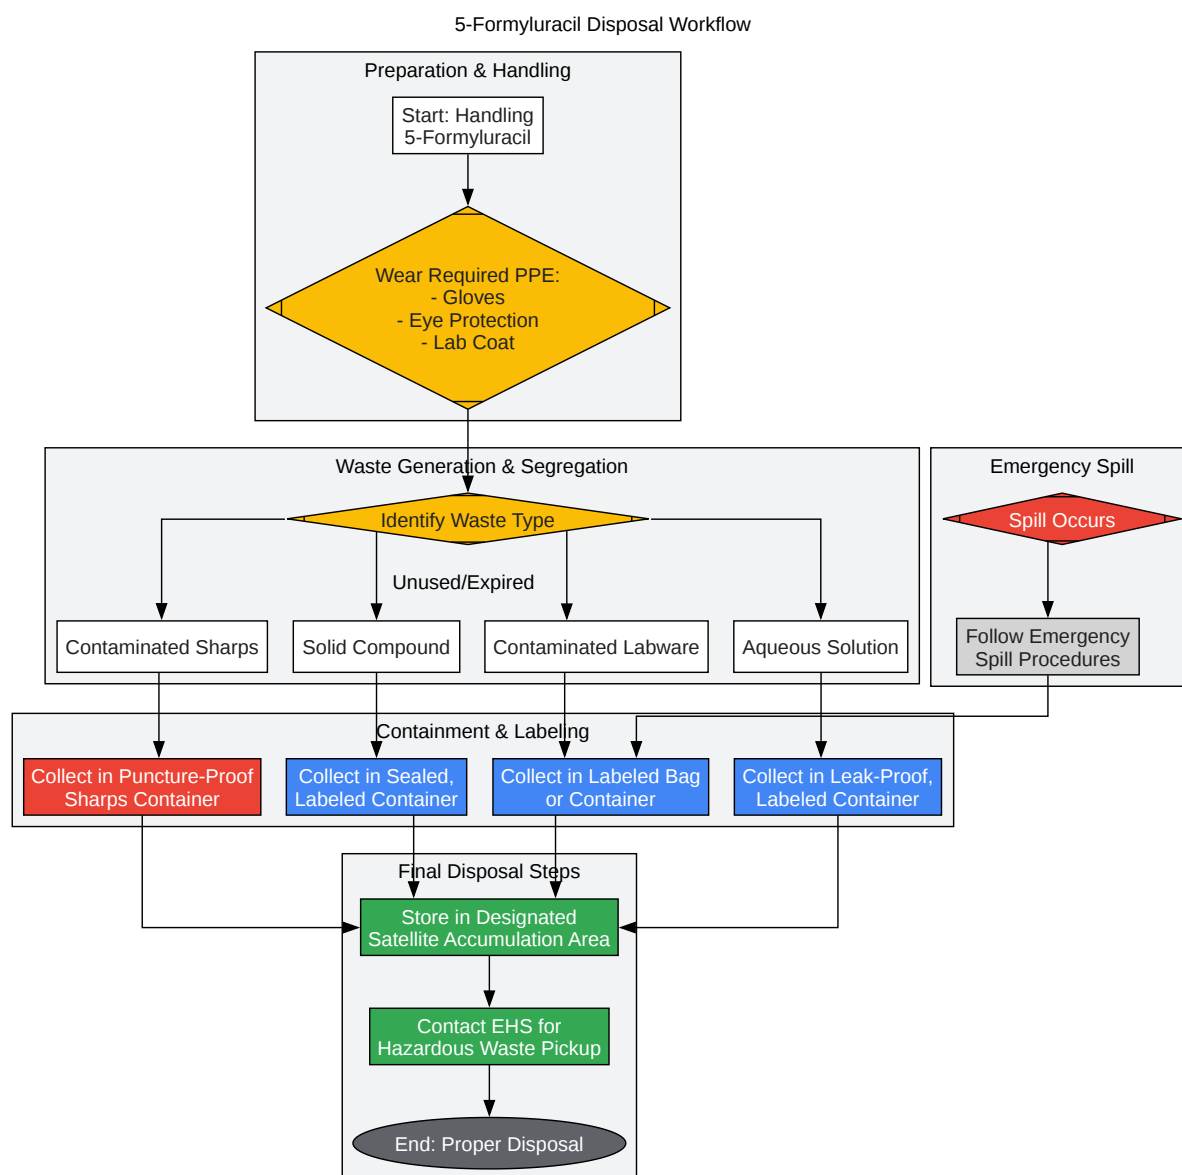 5-Formyluracil Disposal Workflow
Preparation & Handling
Start: Handling
5-Formyluracil
Wear Required PPE:
- Gloves
- Eye Protection
- Lab Coat
Waste Generation & Segregation
Identify Waste Type
Unused/Expired
Contaminated Sharps
Solid Compound
Contaminated Labware
Aqueous Solution
Emergency Spill
Spill Occurs
Follow Emergency
Spill Procedures
Containment & Labeling
Collect in Puncture-Proof
Sharps Container
Collect in Sealed,
Labeled Container
Collect in Labeled Bag
or Container
Collect in Leak-Proof,
Labeled Container
Final Disposal Steps
Store in Designated
Satellite Accumulation Area
Contact EHS for
Hazardous Waste Pickup
End: Proper Disposal